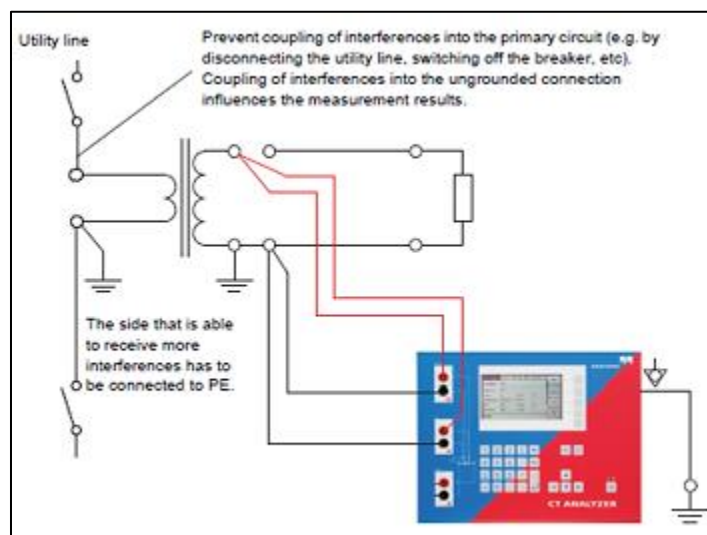 Utility line
Prevent coupling of interferences into the primary circuit (e.g. by
disconnecting the utility line, switching off the breaker, etc).
Coupling of interferences into the ungrounded connection
influences the measurement results.
The side that is able
to receive more
interferences has to
be connected to PE.
CT ANALYZER